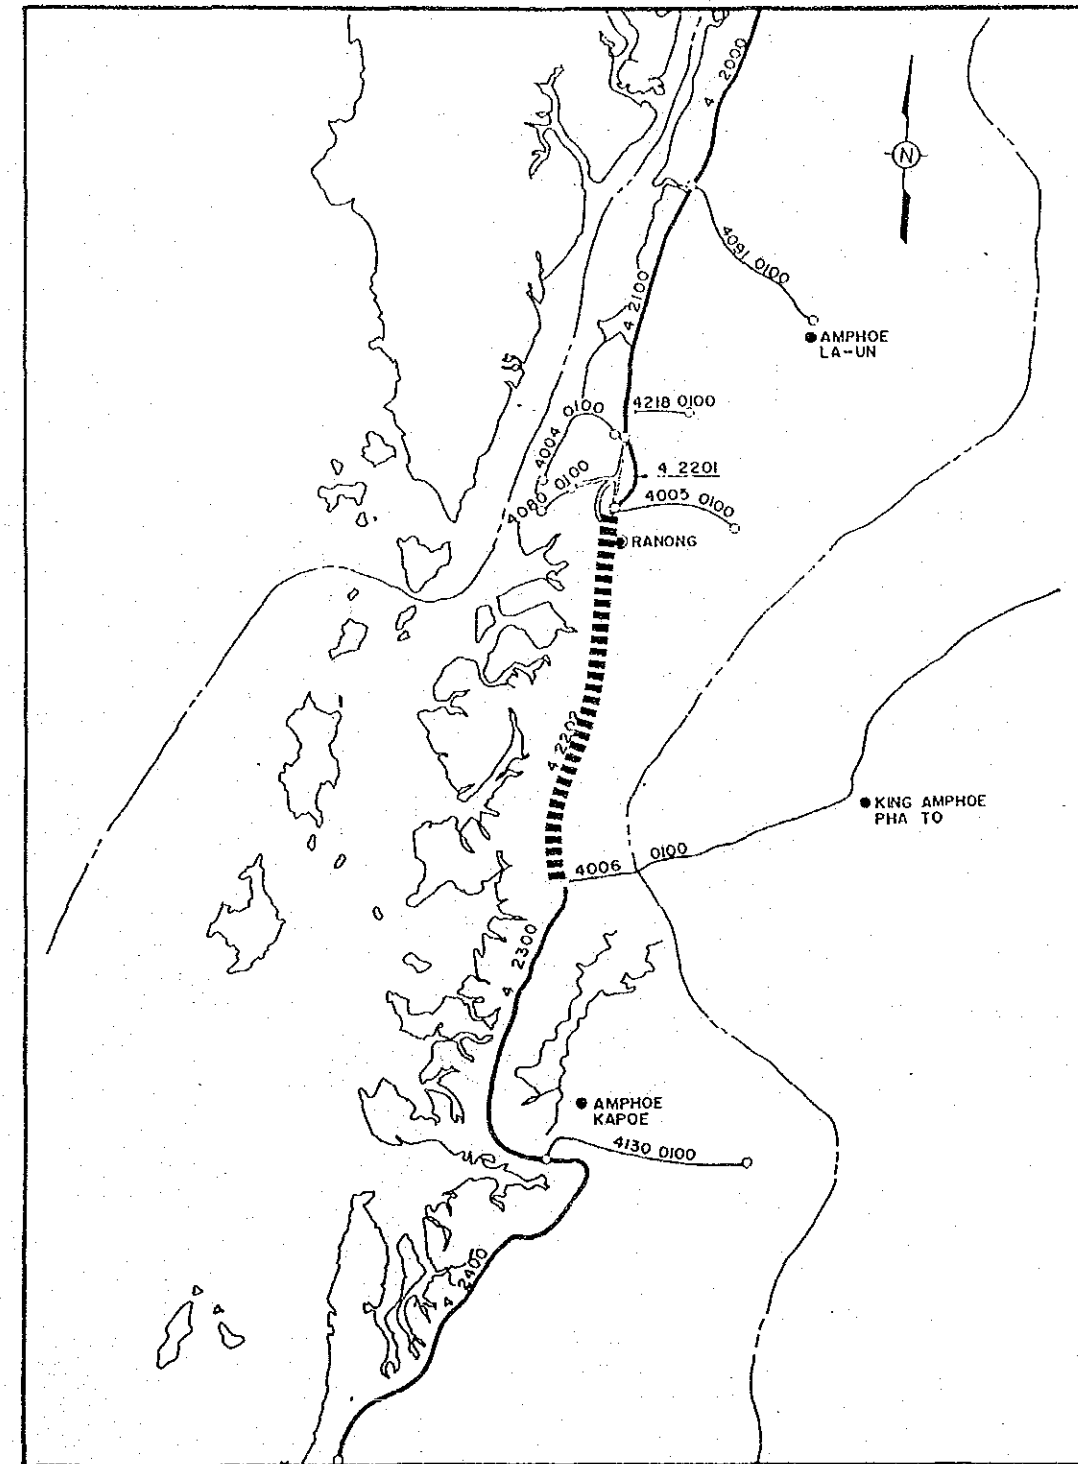 4 2000
N
4091 0100
4 2100
AMPHOE
LA-UN
4218 0100
4004 0100
4 2201
4080 0100
4005 0100
RANONG
4 2202
KING AMPHOE
PHA TO
4006 0100
4 2300
AMPHOE
KAPOE
4130 0100
4 2400